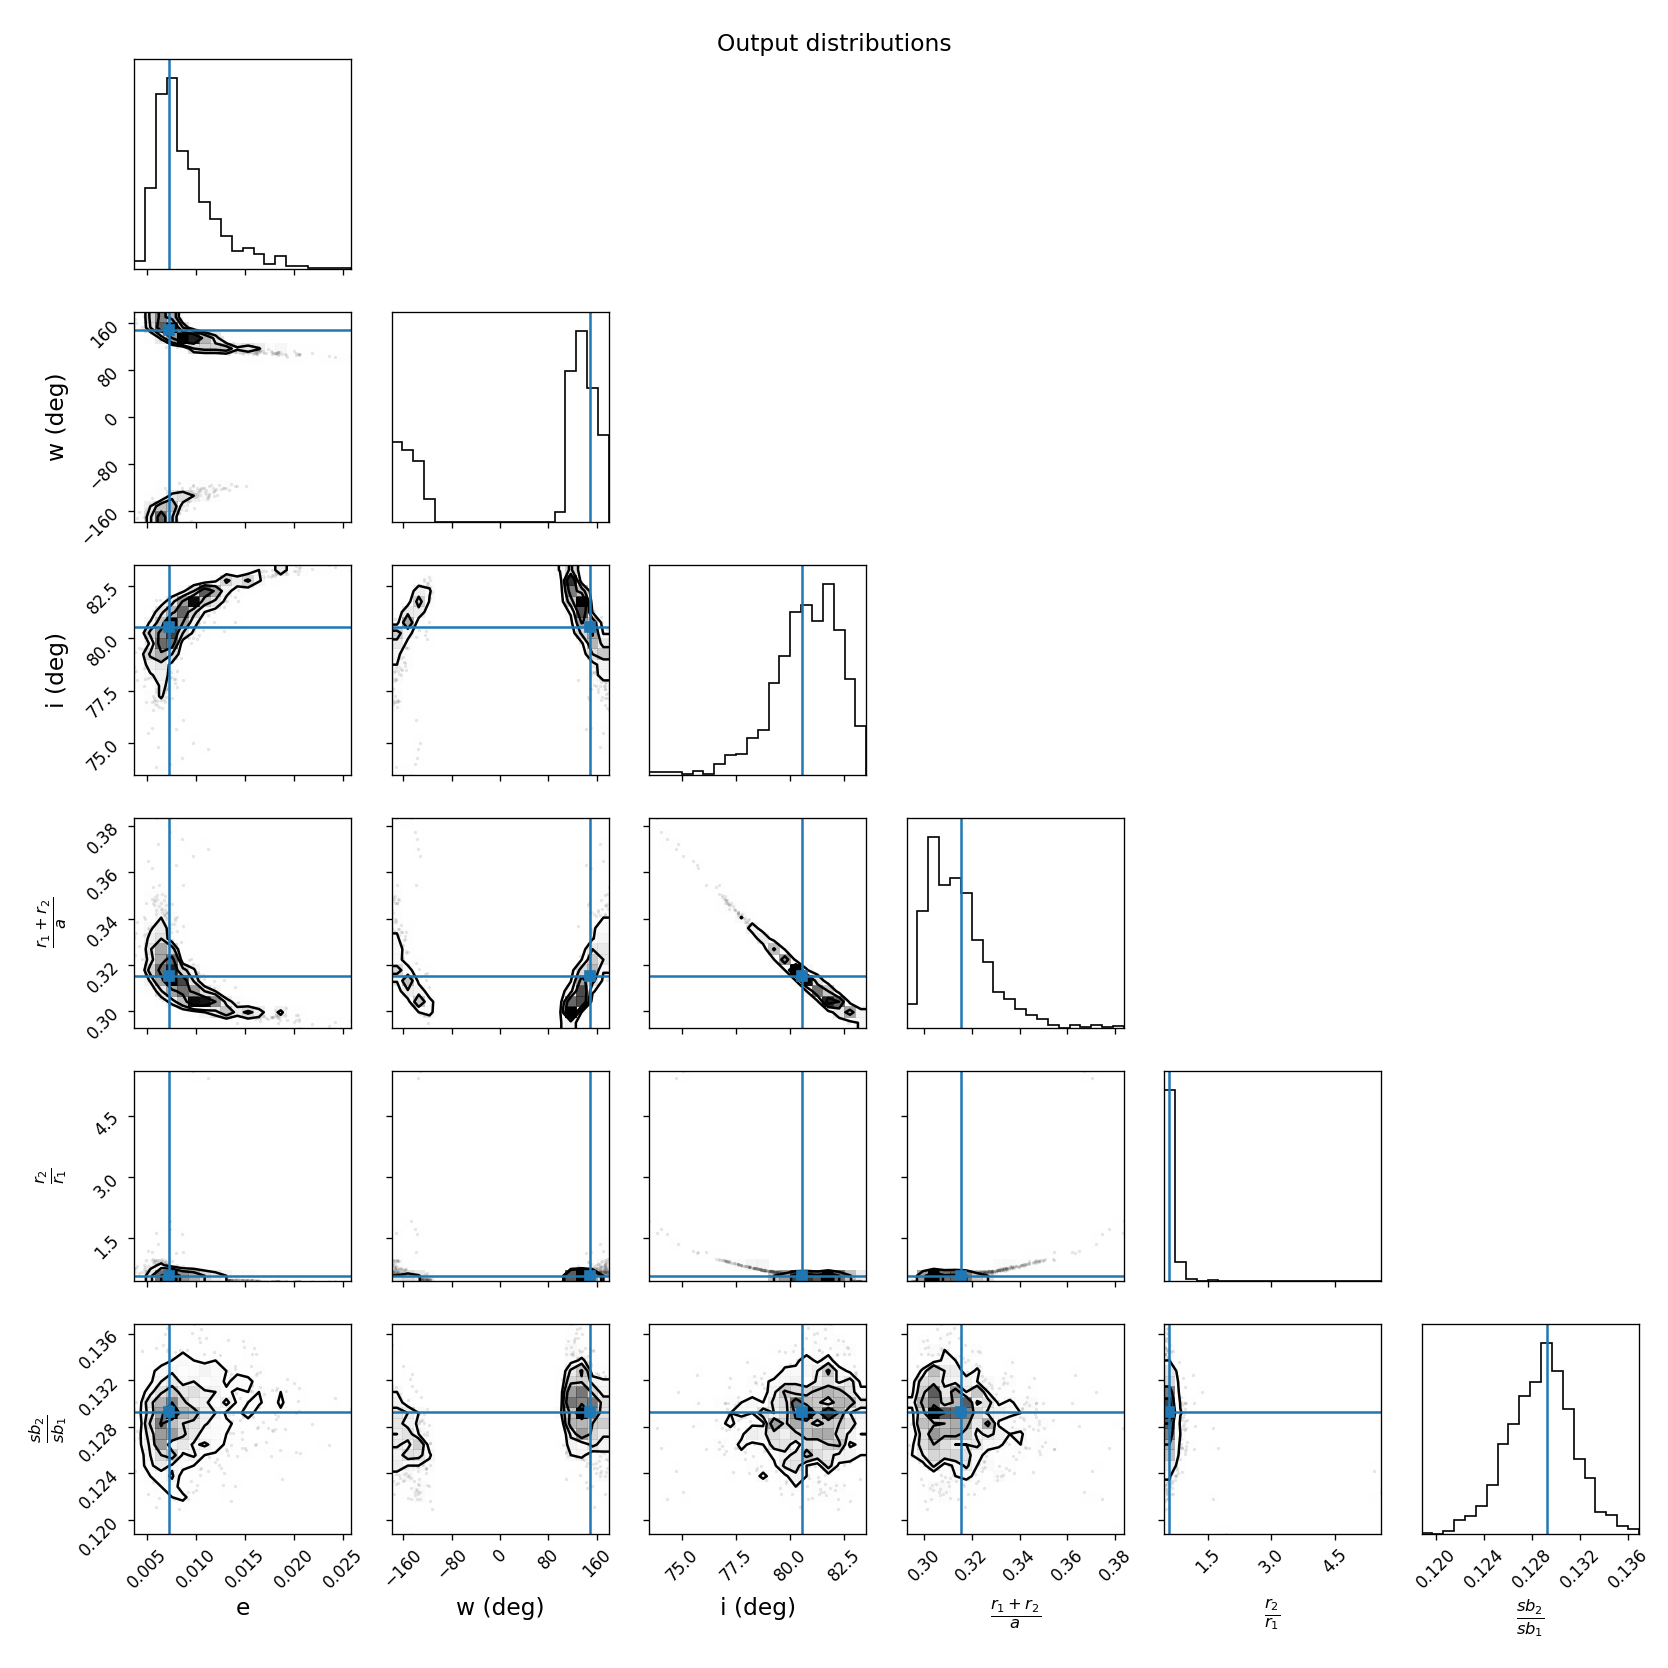 Output distributions
160
80
0
−80
−160
w (deg)
82.5
80.0
77.5
75.0
i (deg)
0.38
0.36
0.34
0.32
0.30
r₁ + r₂
a
4.5
3.0
1.5
r₂
r₁
0.136
0.132
0.128
0.124
0.120
sb₂
sb₁
0.005 0.010 0.015 0.020 0.025
−160 −80 0 80 160
75.0 77.5 80.0 82.5
0.30 0.32 0.34 0.36 0.38
1.5 3.0 4.5
0.120 0.124 0.128 0.132 0.136
e
w (deg)
i (deg)
r₁ + r₂
a
r₂
r₁
sb₂
sb₁